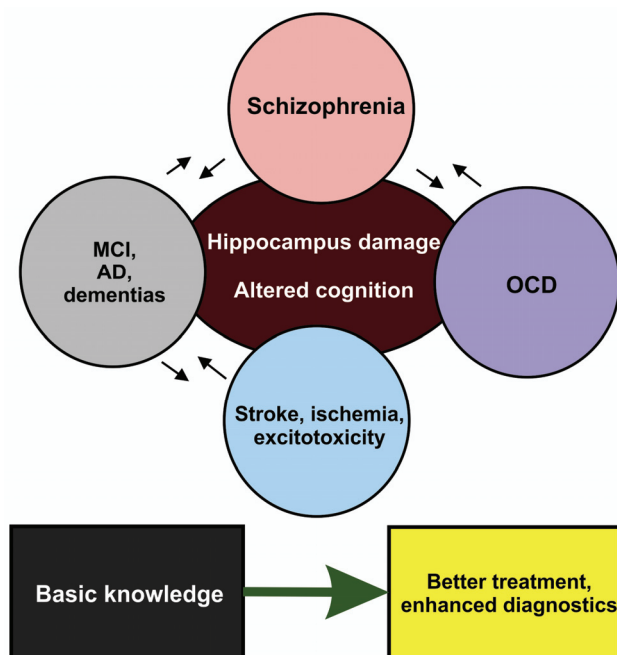 Schizophrenia
Hippocampus damage
Altered cognition
MCI,
AD,
dementias
OCD
Stroke, ischemia,
excitotoxicity
Basic knowledge
Better treatment,
enhanced diagnostics